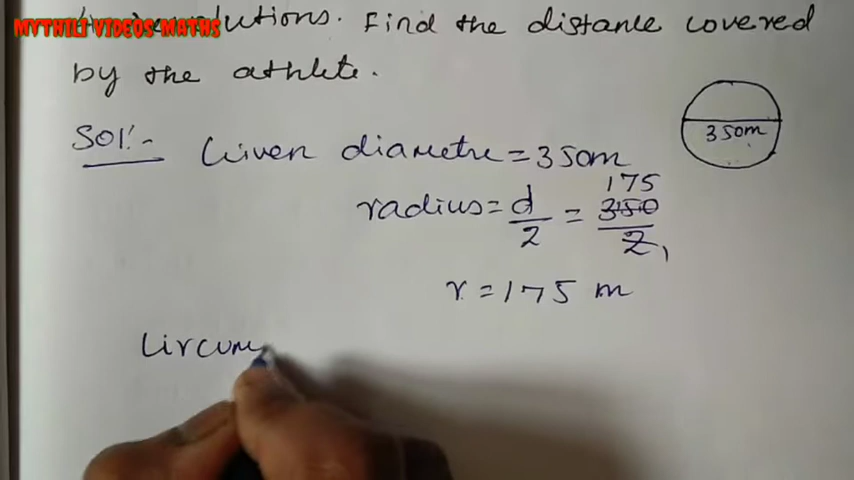 MYTHILI VIDEOS MATHS
Find the distance covered
by the athlete.
350m
Sol:- Given diametre = 350m
radius = d/2 = 350/2 175 1
r = 175 m
Circum